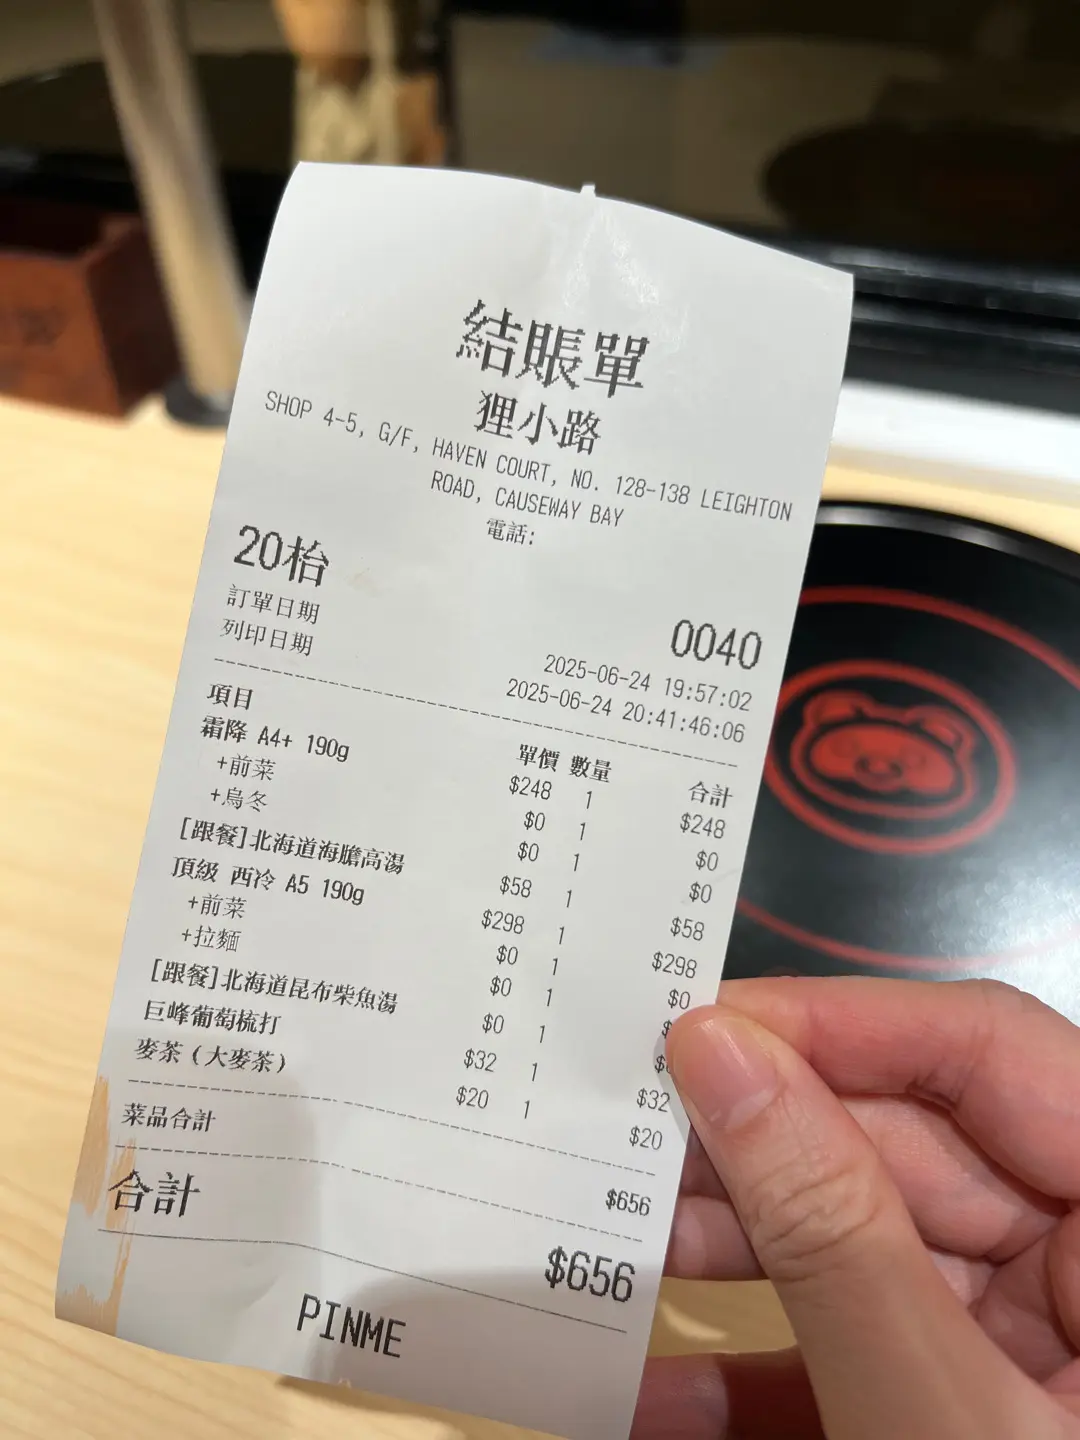 結賬單
狸小路
SHOP 4-5, G/F, HAVEN COURT, NO. 128-138 LEIGHTON
ROAD, CAUSEWAY BAY
電話:
20枱
0040
訂單日期 2025-06-24 19:57:02
列印日期 2025-06-24 20:41:46:06
項目 單價 數量 合計
霜降 A4+ 190g $248 1 $248
+前菜 $0 1 $0
+烏冬 $0 1 $0
[跟餐]北海道海膽高湯 $58 1 $58
頂級 西冷 A5 190g $298 1 $298
+前菜 $0 1 $0
+拉麵 $0 1
[跟餐]北海道昆布柴魚湯 $0 1
巨峰葡萄梳打 $32 1 $32
麥茶（大麥茶） $20 1 $20
菜品合計 $656
合計 $656
PINME